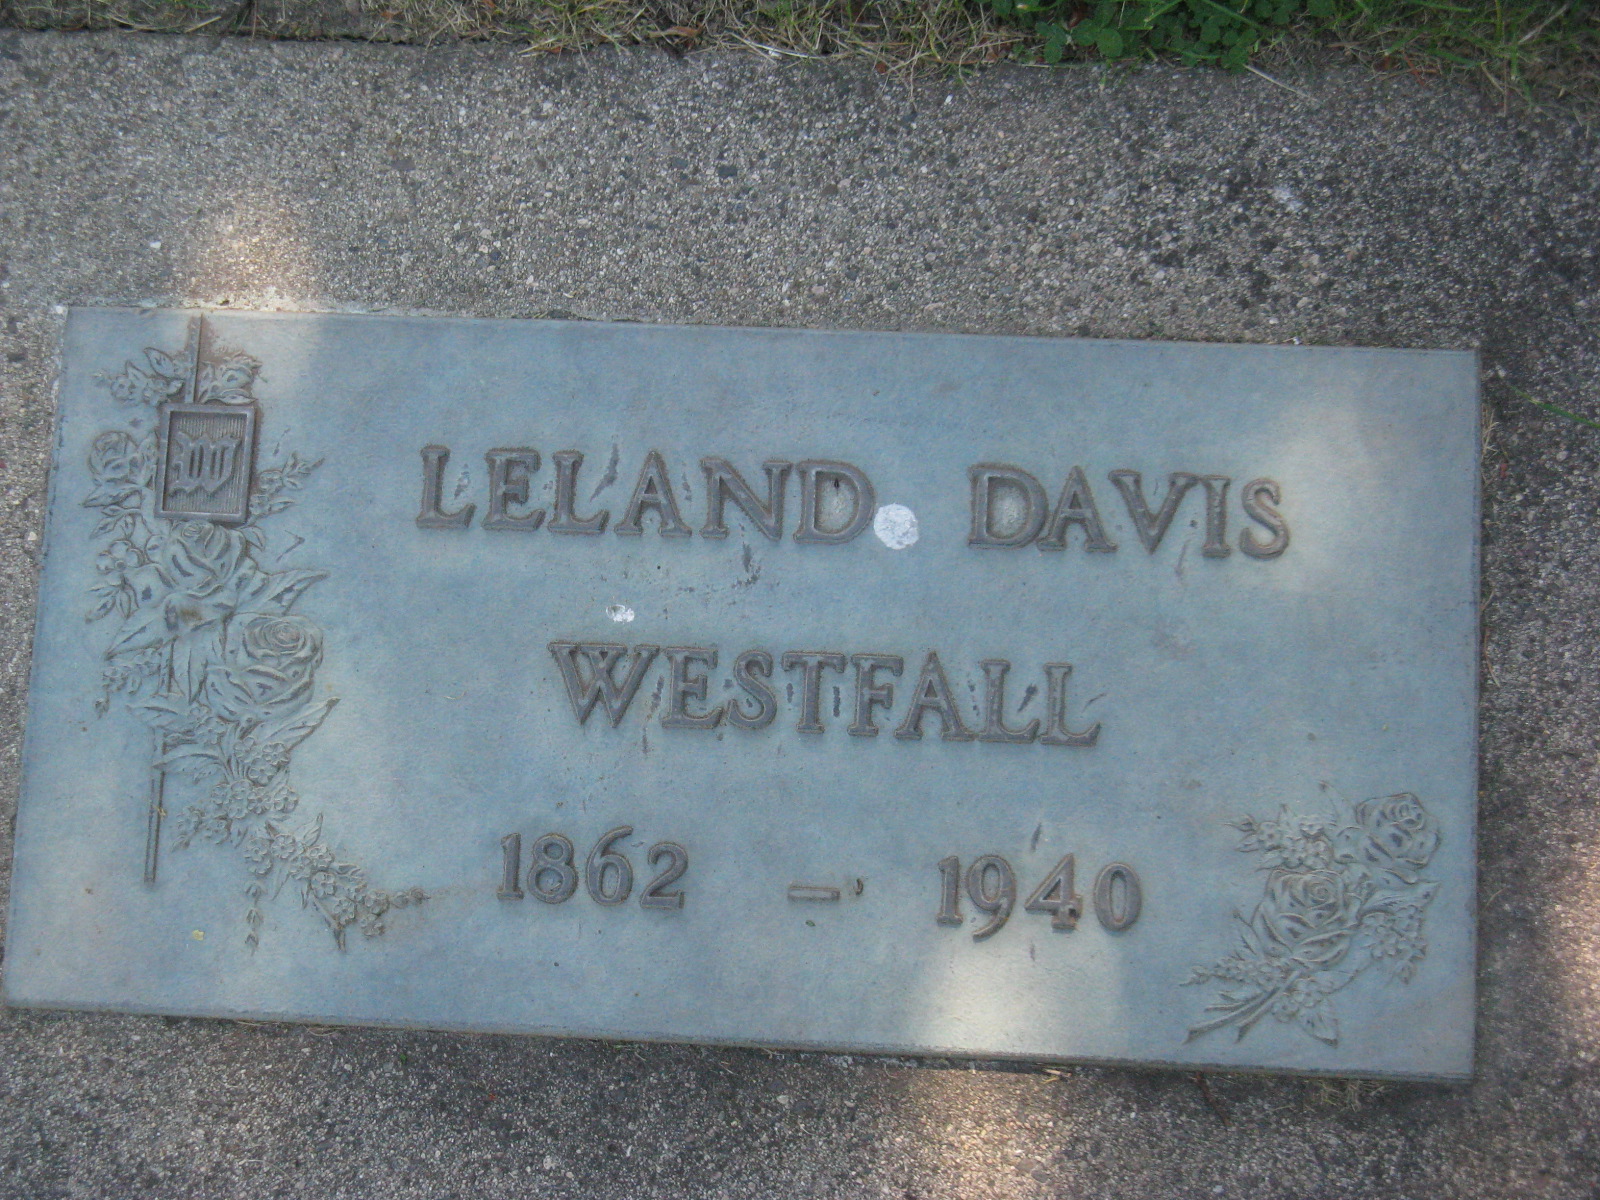 W
LELAND DAVIS
WESTFALL
1862 – 1940